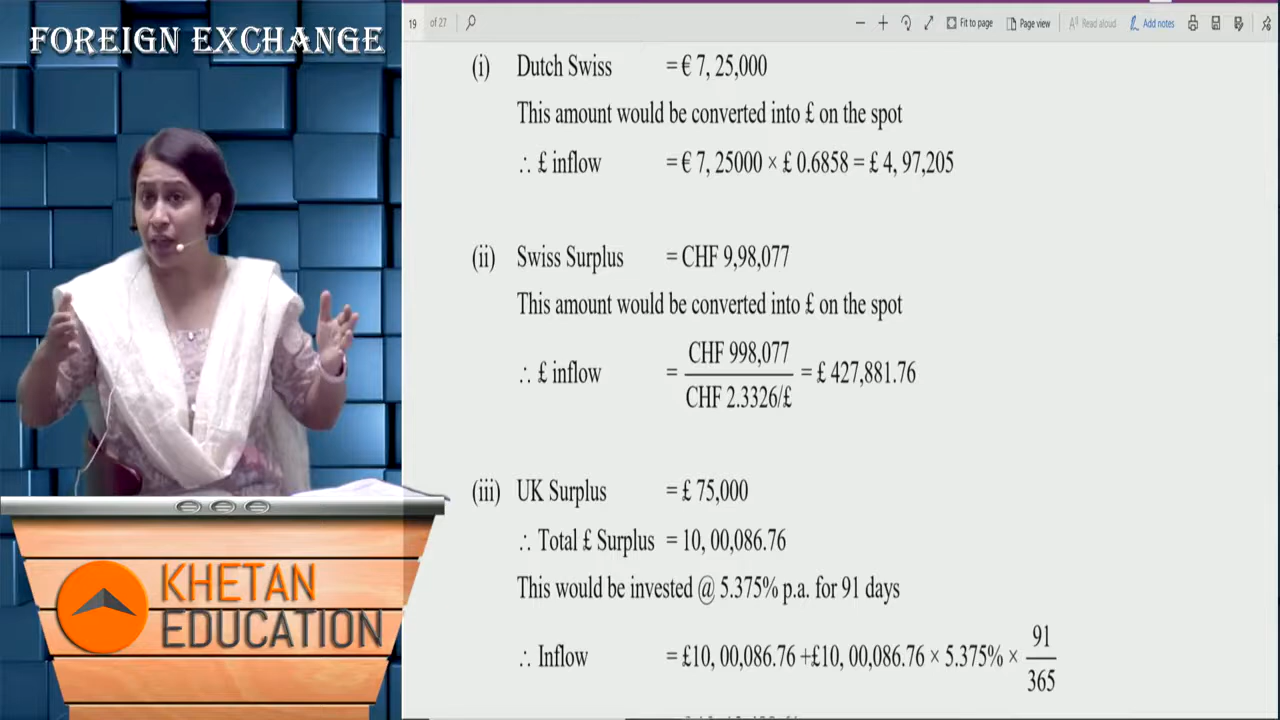 FOREIGN EXCHANGE
19 of 27
Fit to page
Page view
Read aloud
Add notes
(i) Dutch Swiss = € 7, 25,000
This amount would be converted into £ on the spot
∴ £ inflow = € 7, 25000 × £ 0.6858 = £ 4, 97,205
(ii) Swiss Surplus = CHF 9,98,077
This amount would be converted into £ on the spot
∴ £ inflow = CHF 998,077 / CHF 2.3326/£ = £ 427,881.76
(iii) UK Surplus = £ 75,000
∴ Total £ Surplus = 10, 00,086.76
This would be invested @ 5.375% p.a. for 91 days
∴ Inflow = £10, 00,086.76 +£10, 00,086.76 × 5.375% × 91 / 365
KHETAN
EDUCATION